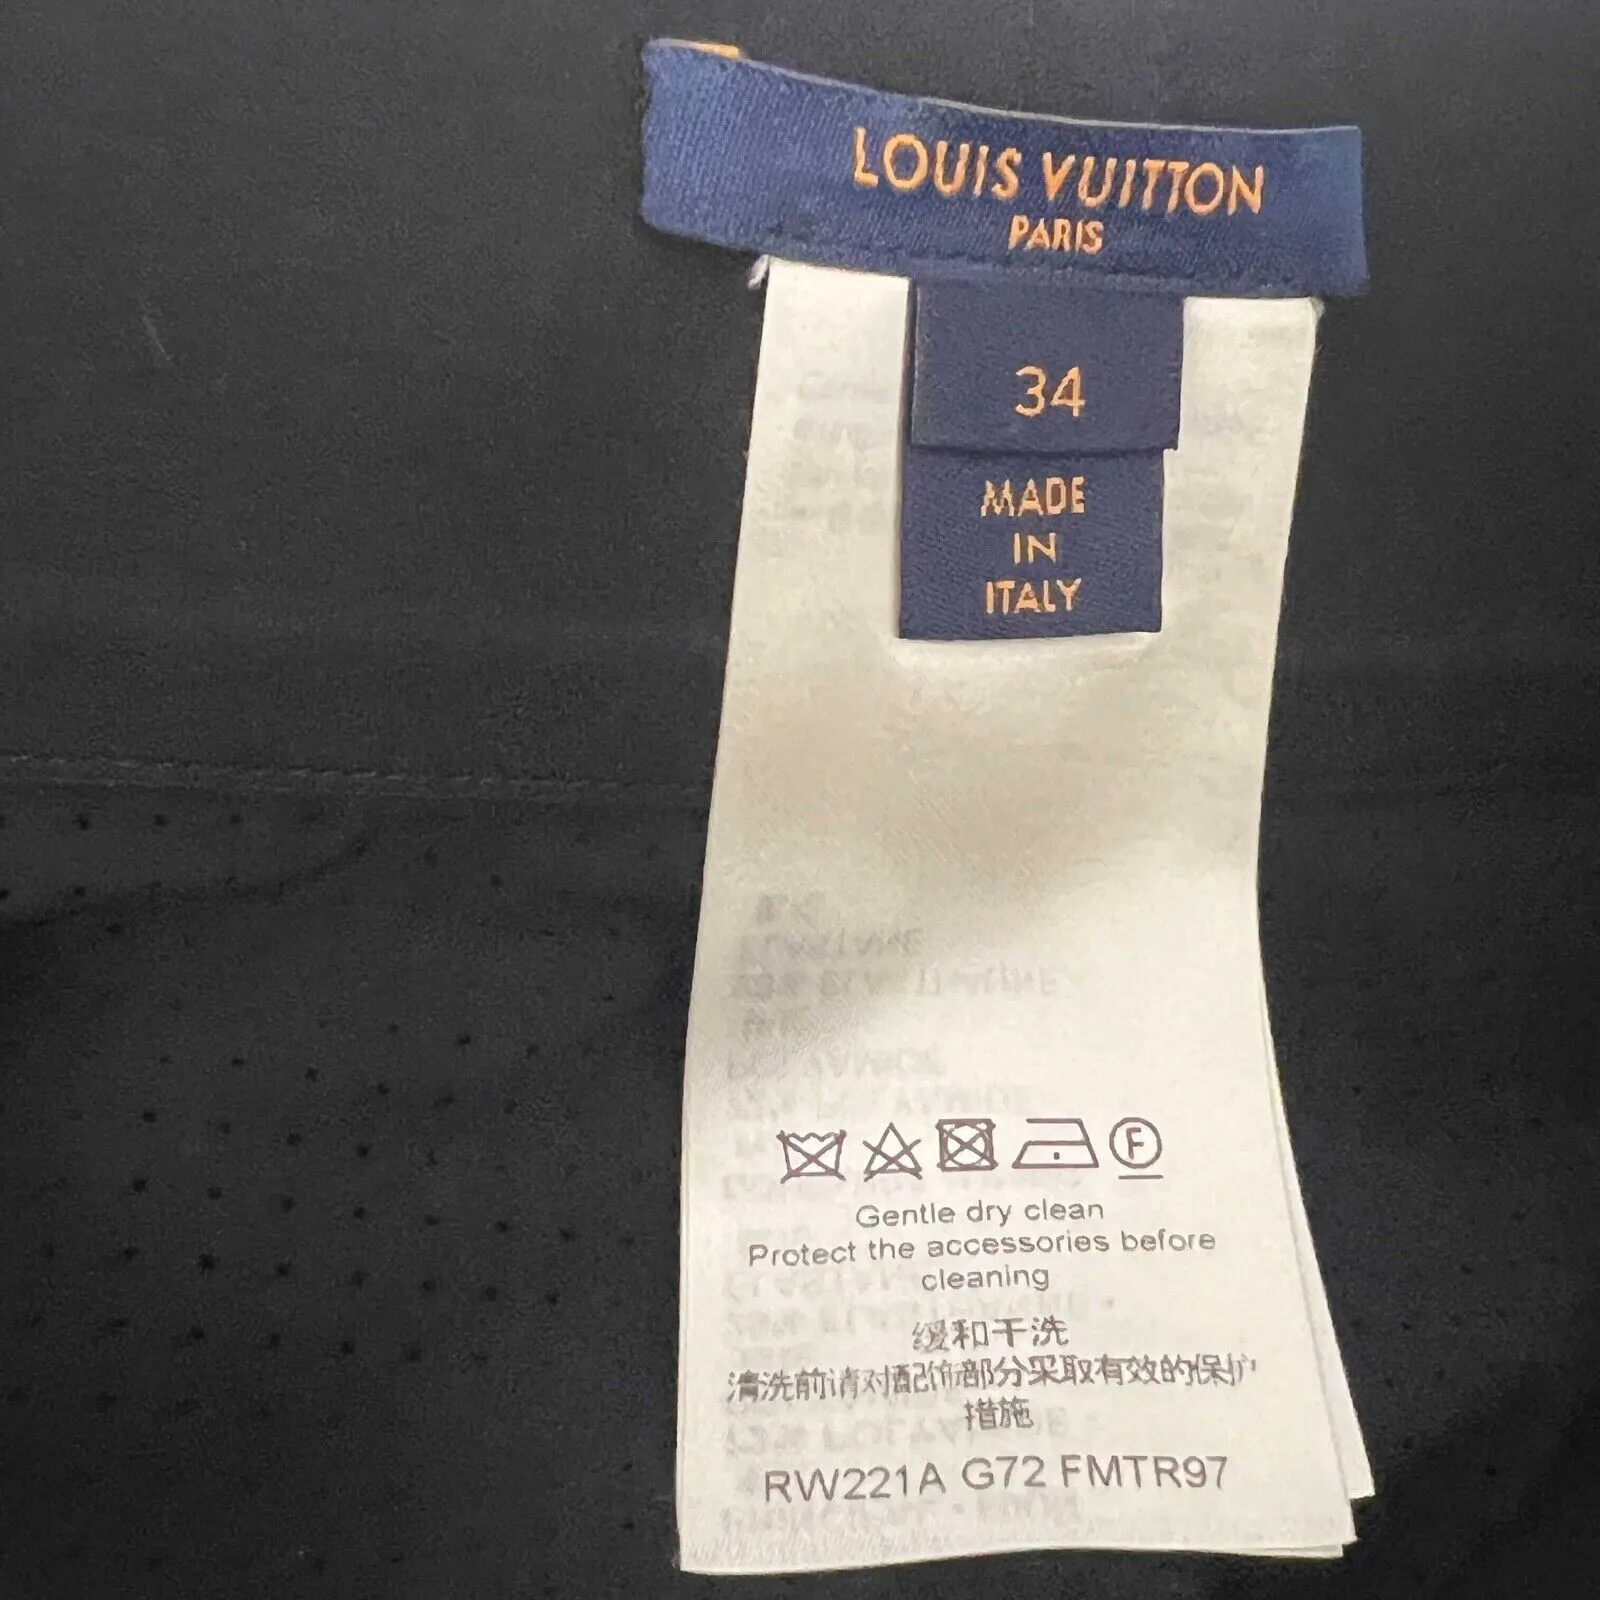 LOUIS VUITTON
PARIS
34
MADE
IN
ITALY
F
Gentle dry clean
Protect the accessories before
cleaning
缓和干洗
清洗前请对配饰部分采取有效的保护
措施
RW221A G72 FMTR97